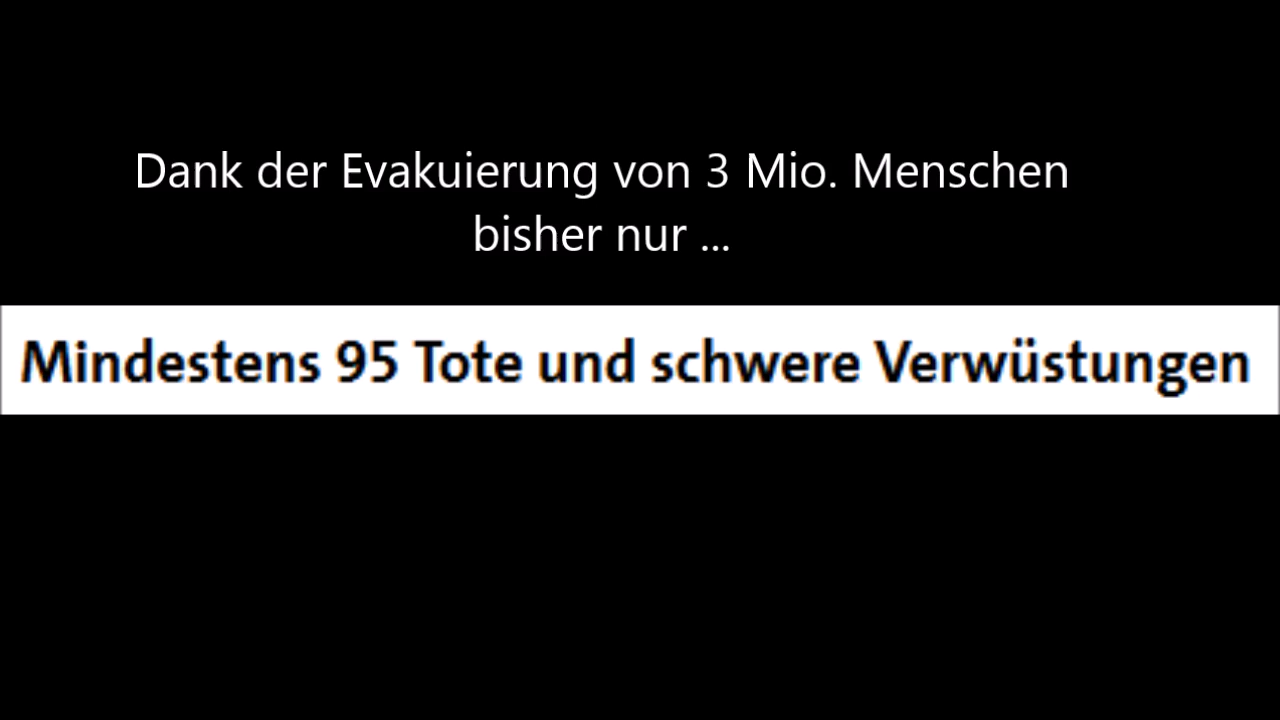 Dank der Evakuierung von 3 Mio. Menschen
bisher nur ...
Mindestens 95 Tote und schwere Verwüstungen